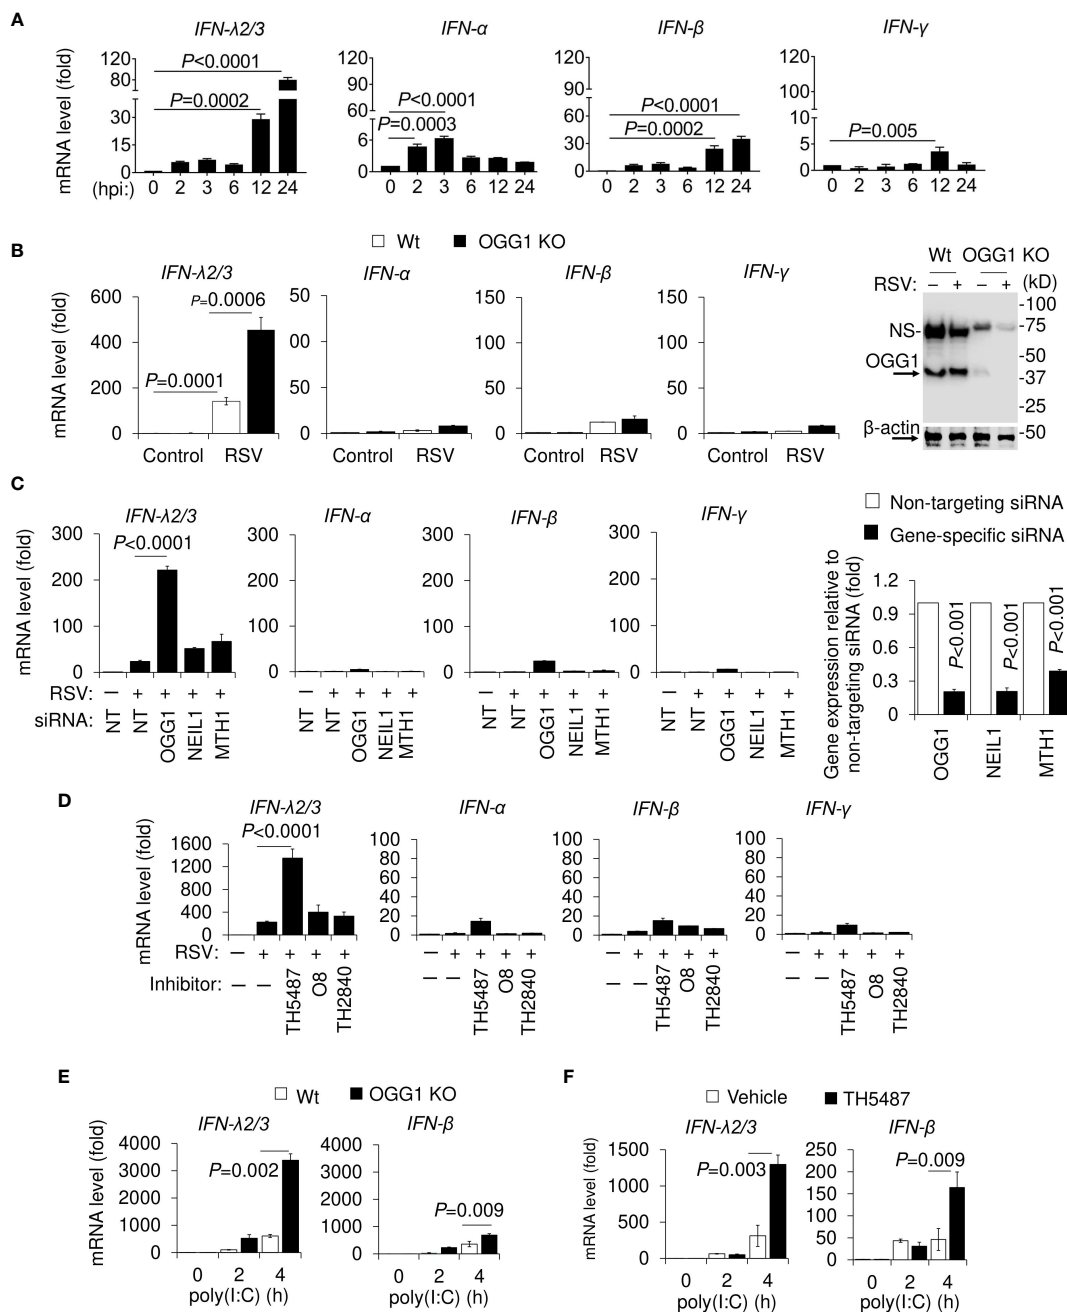 A
IFN-λ2/3
IFN-α
IFN-β
IFN-γ
mRNA level (fold)
120
80
30
15
0
P<0.0001
P=0.0002
(hpi:)
0 2 3 6 12 24
120
90
60
6
0
P<0.0001
P=0.0003
0 2 3 6 12 24
120
90
60
30
0
P<0.0001
P=0.0002
0 2 3 6 12 24
120
100
10
5
0
P=0.005
0 2 3 6 12 24
B
Wt
OGG1 KO
IFN-λ2/3
IFN-α
IFN-β
IFN-γ
mRNA level (fold)
600
400
200
0
P=0.0006
P=0.0001
Control RSV
50
00
50
0
Control RSV
150
100
50
0
Control RSV
150
100
50
0
Control RSV
Wt OGG1 KO
RSV: – + – + (kD)
NS-
OGG1
β-actin
-100
-75
-50
-37
-25
-50
C
IFN-λ2/3
IFN-α
IFN-β
IFN-γ
mRNA level (fold)
300
200
100
0
P<0.0001
RSV: – + + + +
siRNA: NT NT OGG1 NEIL1 MTH1
300
200
100
0
– + + + +
NT NT OGG1 NEIL1 MTH1
300
200
100
0
– + + + +
NT NT OGG1 NEIL1 MTH1
300
200
100
0
– + + + +
NT NT OGG1 NEIL1 MTH1
Non-targeting siRNA
Gene-specific siRNA
Gene expression relative to
non-targeting siRNA (fold)
1.2
0.9
0.6
0.3
0
P<0.001
P<0.001
P<0.001
OGG1 NEIL1 MTH1
D
IFN-λ2/3
IFN-α
IFN-β
IFN-γ
mRNA level (fold)
1600
1200
800
400
0
P<0.0001
RSV: – + + + +
Inhibitor: – – TH5487 O8 TH2840
100
80
60
40
20
0
– + + + +
– – TH5487 O8 TH2840
100
80
60
40
20
0
– + + + +
– – TH5487 O8 TH2840
100
80
60
40
20
0
– + + + +
– – TH5487 O8 TH2840
E
Wt
OGG1 KO
IFN-λ2/3
IFN-β
mRNA level (fold)
4000
3000
2000
1000
0
P=0.002
0 2 4
4000
3000
2000
1000
0
P=0.009
0 2 4
poly(I:C) (h)
poly(I:C) (h)
F
Vehicle
TH5487
IFN-λ2/3
IFN-β
mRNA level (fold)
1500
1000
500
0
P=0.003
0 2 4
250
200
150
100
50
0
P=0.009
0 2 4
poly(I:C) (h)
poly(I:C) (h)